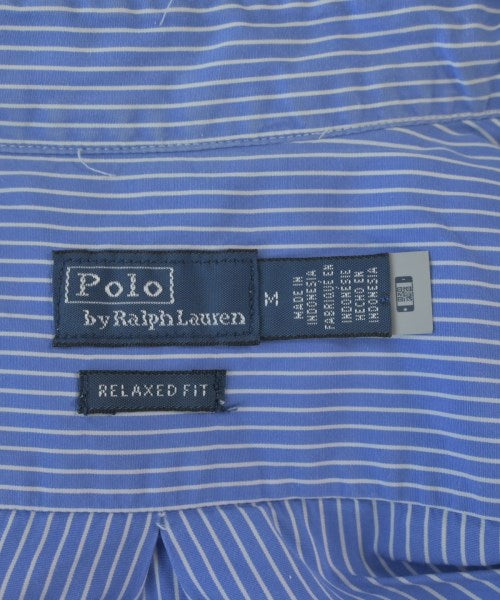 Polo
by Ralph Lauren
M
MADE IN
INDONESIA
FABRIQUÉ EN
INDONÉSIE
HECHO EN
INDONESIA
RELAXED FIT